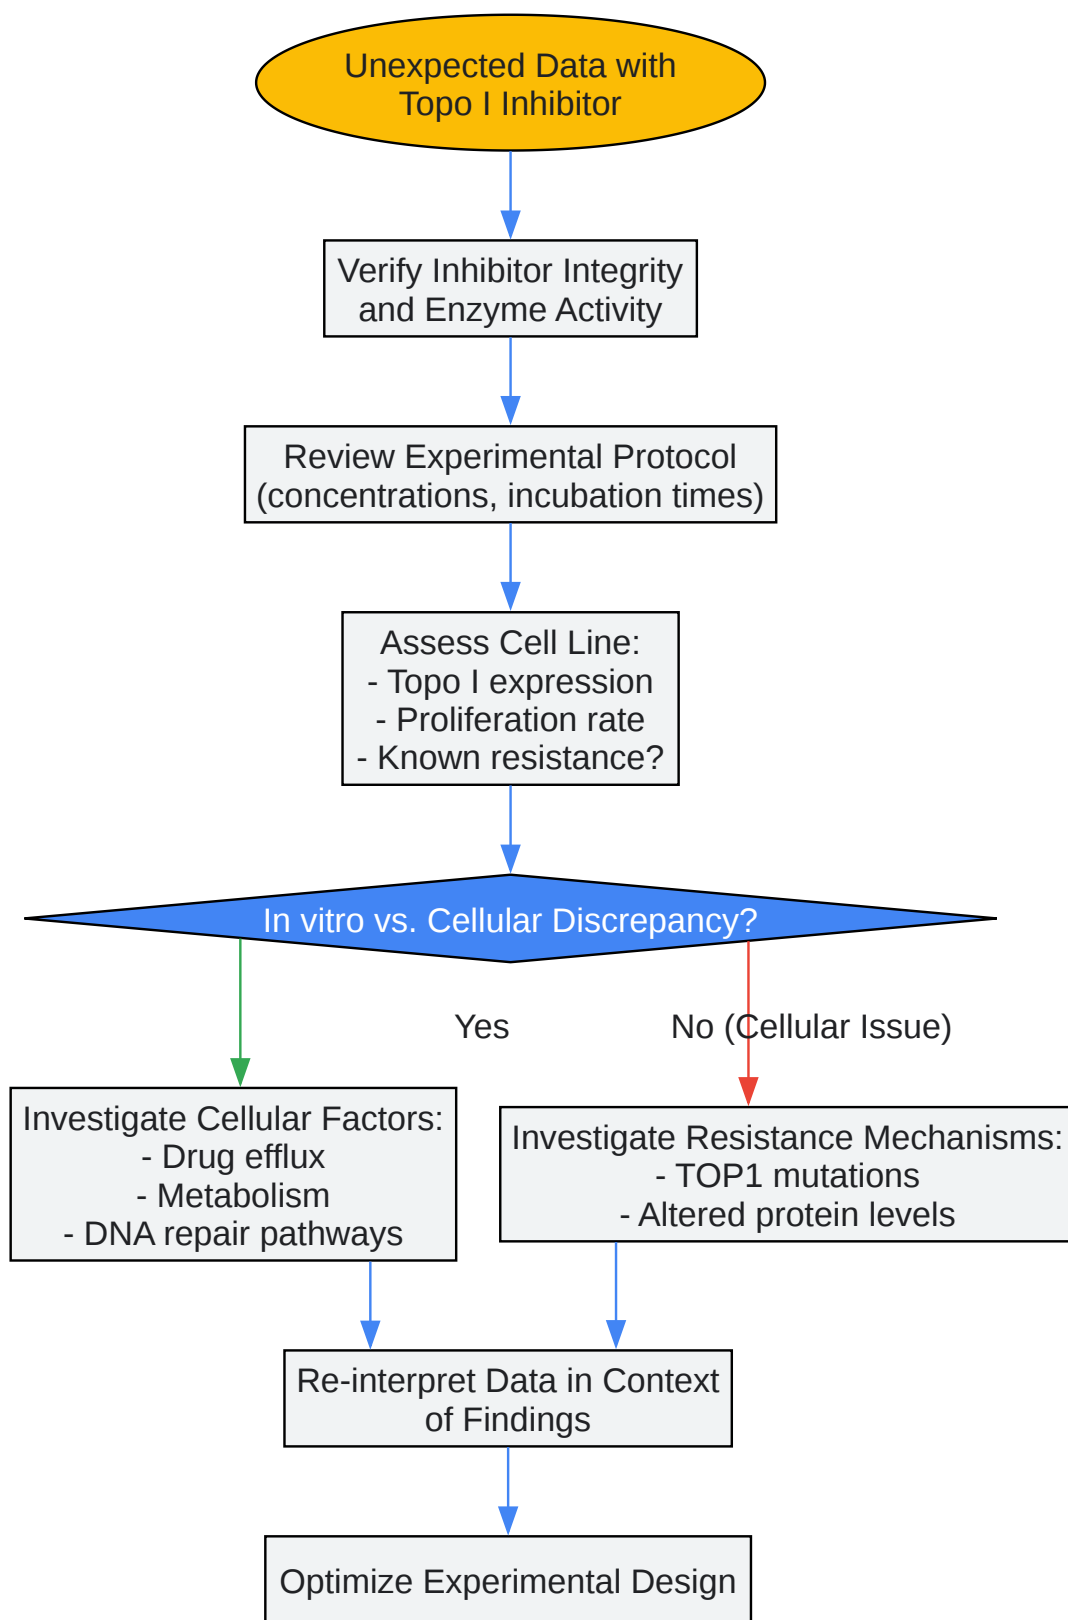 Unexpected Data with
Topo I Inhibitor
Verify Inhibitor Integrity
and Enzyme Activity
Review Experimental Protocol
(concentrations, incubation times)
Assess Cell Line:
- Topo I expression
- Proliferation rate
- Known resistance?
In vitro vs. Cellular Discrepancy?
Yes
No (Cellular Issue)
Investigate Cellular Factors:
- Drug efflux
- Metabolism
- DNA repair pathways
Investigate Resistance Mechanisms:
- TOP1 mutations
- Altered protein levels
Re-interpret Data in Context
of Findings
Optimize Experimental Design